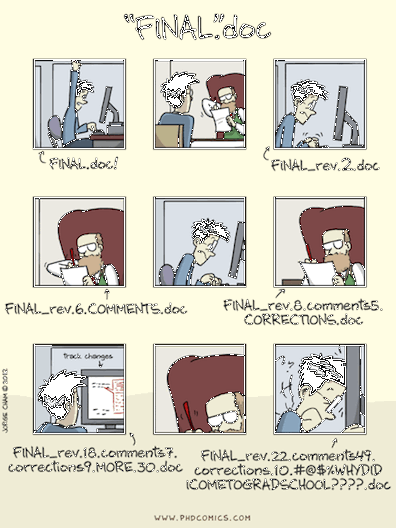 "FINAL".doc
FINAL.doc!
FINAL_rev.2.doc
FINAL_rev.6.COMMENTS.doc
FINAL_rev.8.comments5.
CORRECTIONS.doc
track changes
FINAL_rev.18.comments7.
corrections9.MORE.30.doc
FINAL_rev.22.comments49.
corrections.10.#@$%WHYDID
iCOMETOGRADSCHOOL????.doc
JORGE CHAM © 2012
WWW.PHDCOMICS.COM